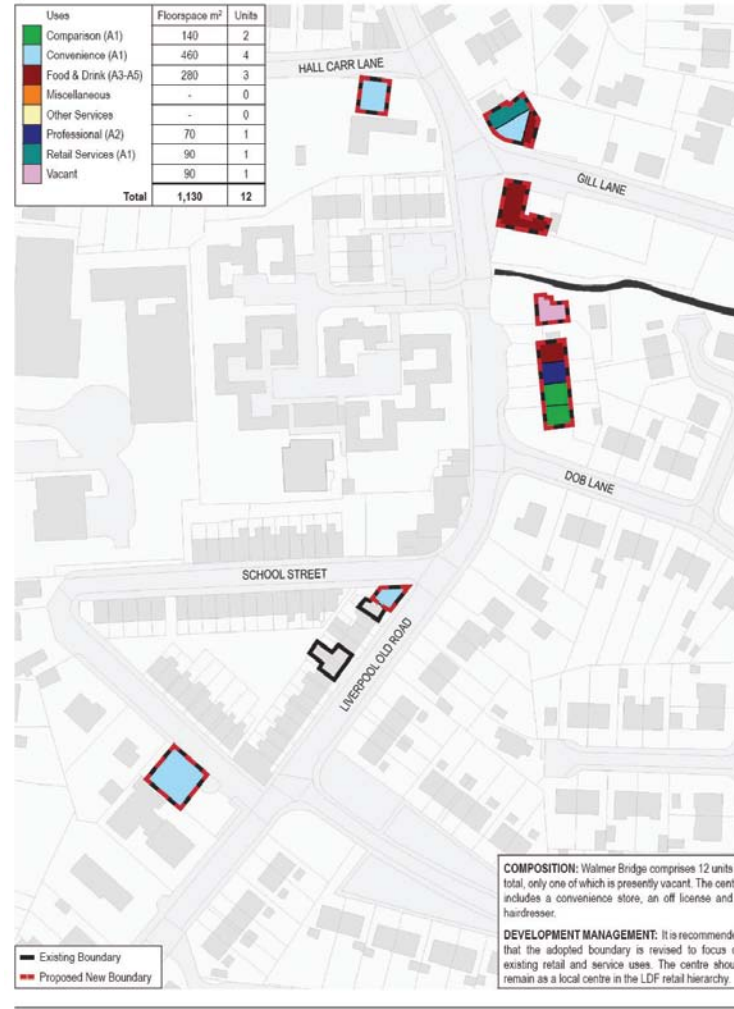 Uses Floorspace m² Units
Comparison (A1) 140 2
Convenience (A1) 460 4
Food & Drink (A3-A5) 280 3
Miscellaneous - 0
Other Services - 0
Professional (A2) 70 1
Retail Services (A1) 90 1
Vacant 90 1
Total 1,130 12
HALL CARR LANE
GILL LANE
DOB LANE
SCHOOL STREET
LIVERPOOL OLD ROAD
COMPOSITION: Walmer Bridge comprises 12 units
total, only one of which is presently vacant. The cent
includes a convenience store, an off license and
hairdresser.
DEVELOPMENT MANAGEMENT: It is recommende
that the adopted boundary is revised to focus o
existing retail and service uses. The centre shou
remain as a local centre in the LDF retail hierarchy.
Existing Boundary
Proposed New Boundary